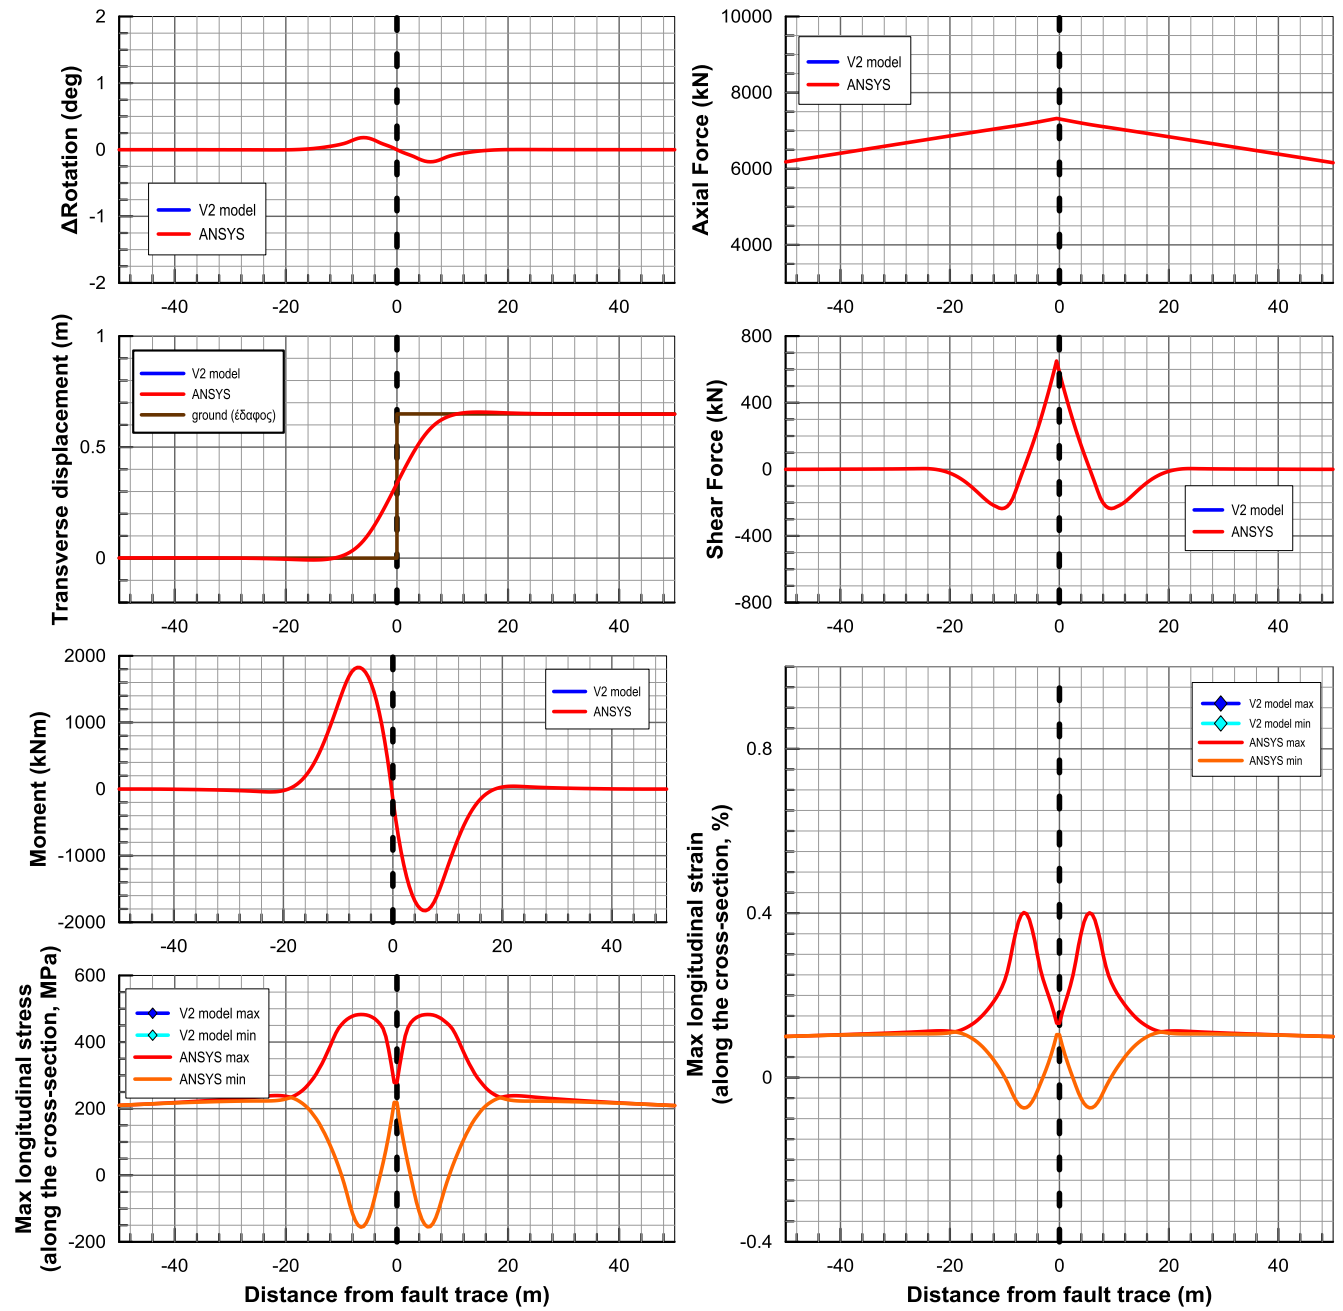 ΔRotation (deg)
2
1
0
-1
-2
V2 model
ANSYS
-40
-20
0
20
40
Axial Force (kN)
10000
8000
6000
4000
V2 model
ANSYS
-40
-20
0
20
40
Transverse displacement (m)
1
0.5
0
V2 model
ANSYS
ground (έδαφος)
-40
-20
0
20
40
Shear Force (kN)
800
400
0
-400
-800
V2 model
ANSYS
-40
-20
0
20
40
Moment (kNm)
2000
1000
0
-1000
-2000
V2 model
ANSYS
-40
-20
0
20
40
Max longitudinal stress
(along the cross-section, MPa)
600
400
200
0
-200
V2 model max
V2 model min
ANSYS max
ANSYS min
-40
-20
0
20
40
Distance from fault trace (m)
Max longitudinal strain
(along the cross-section, %)
0.8
0.4
0
-0.4
V2 model max
V2 model min
ANSYS max
ANSYS min
-40
-20
0
20
40
Distance from fault trace (m)